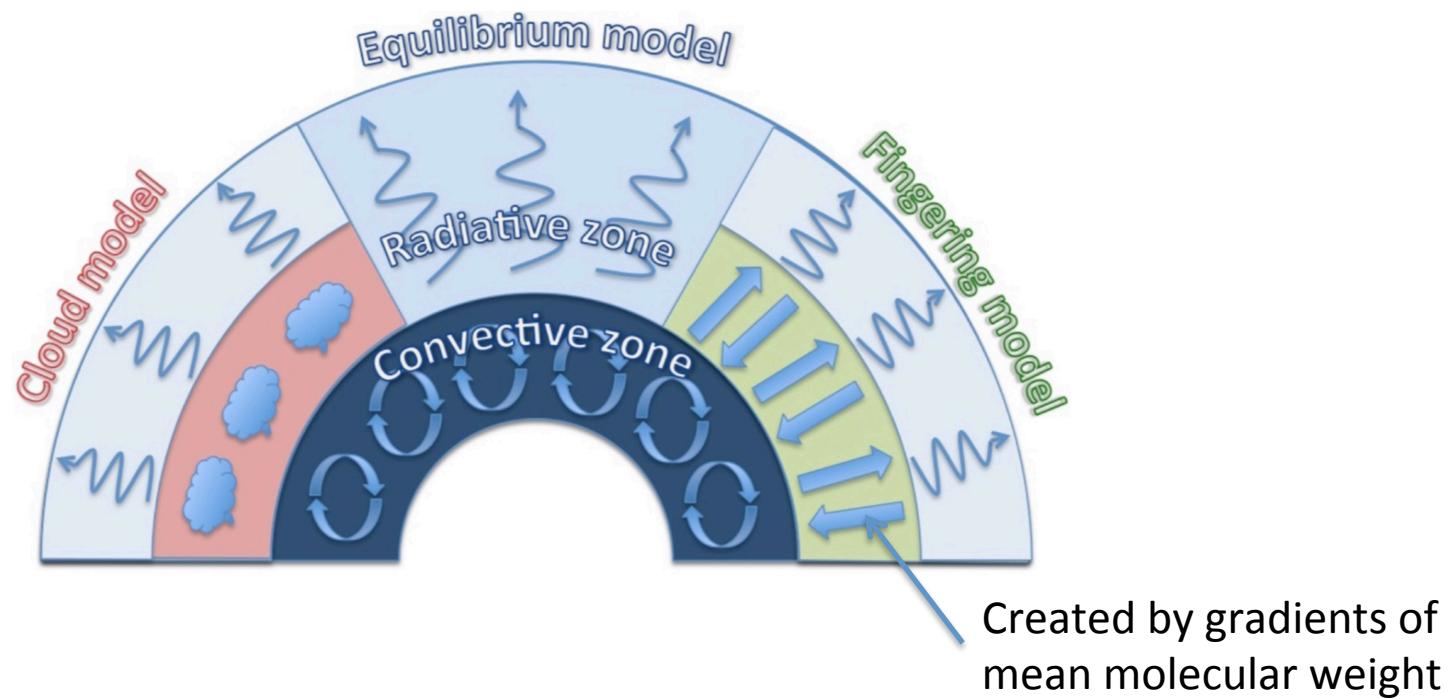 Equilibrium model
Cloud model
Fingering model
Radiative zone
Convective zone
Created by gradients of
mean molecular weight